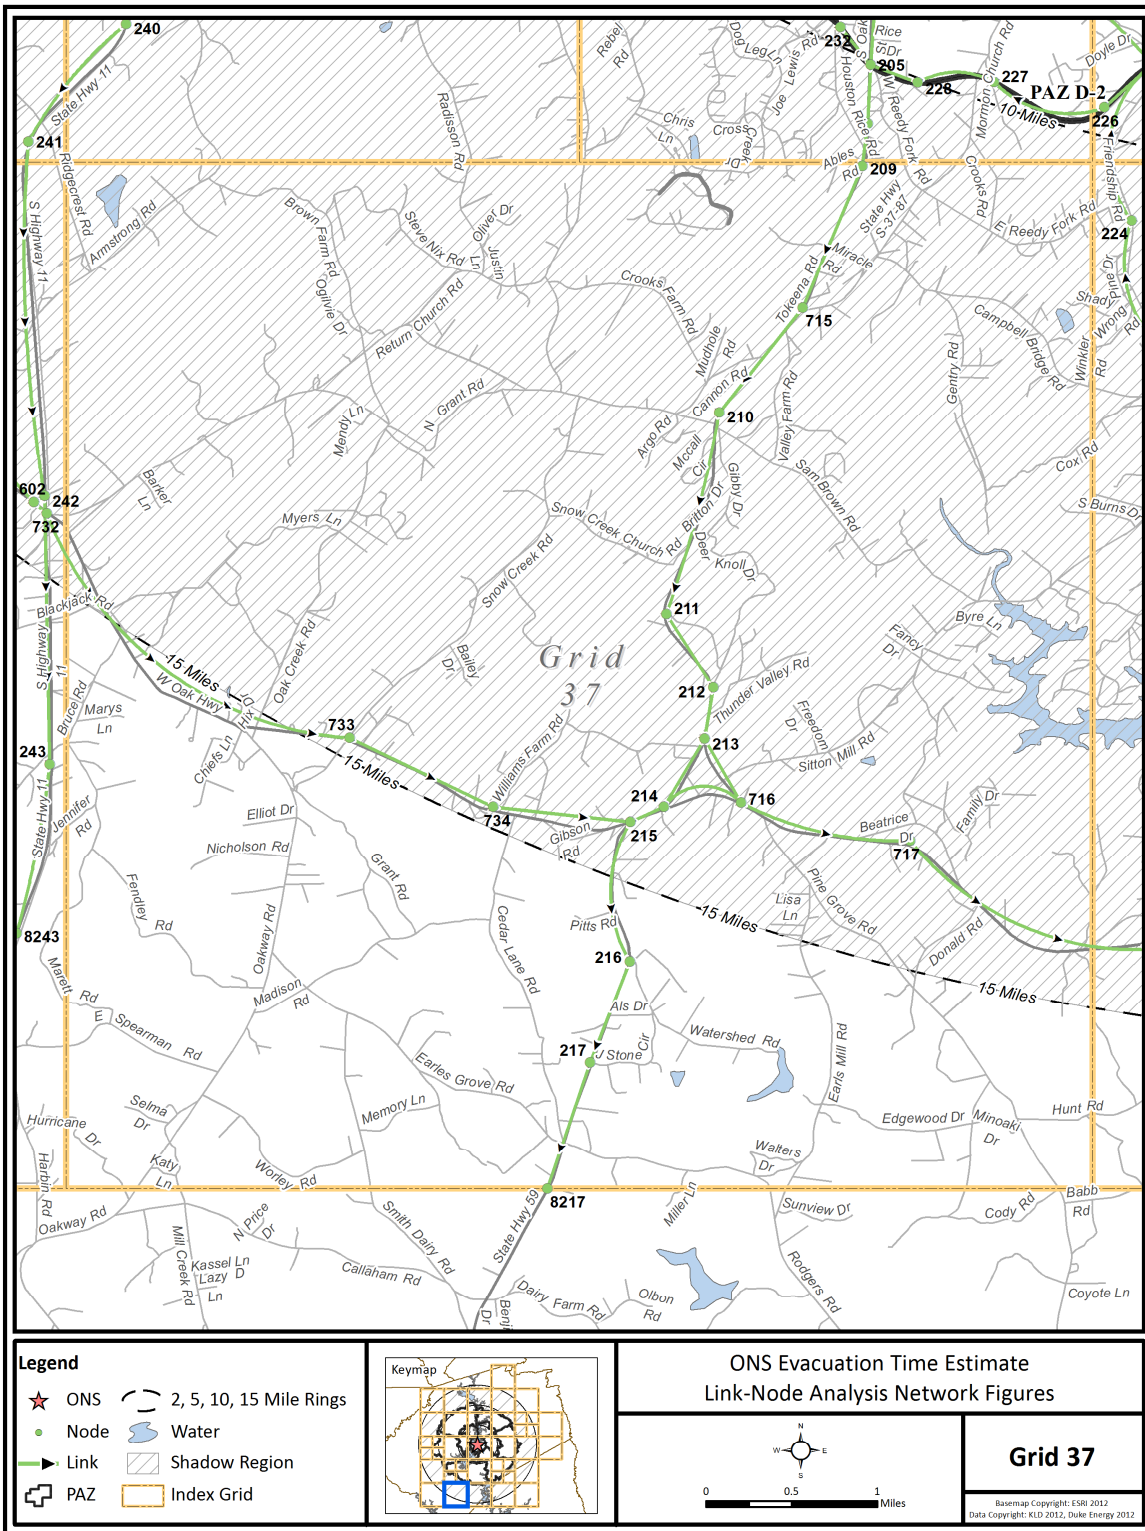 240
Rebel
Rd
Dog
Leg Ln
Joe Lewis Rd
232
S Oak
Rice
Dr
S
205
Houston Rice Rd
W Reedy Fork Rd
228
227
Mormon Church Rd
Doyle Dr
PAZ D-2
10 Miles
226
State Hwy 11
241
Radisson Rd
Chris
Ln
Cross
Creek
Dr
Ables
Rd
209
Crooks Rd
Friendship Rd
Ridgecrest Rd
Armstrong Rd
S Highway 11
Brown Farm Rd
Ogilvie Dr
Steve Nix Rd
Olivet Dr
Justin
Ln
State Hwy
S-37-87
E Reedy Fork Rd
224
Miracle
Rd
Tokeena Rd
Crooks Farm Rd
Return Church Rd
715
Laurel Dr
Shady
Wrong
Rd
Winkler
Rd
Campbell Bridge Rd
Gentry Rd
Mudhole
Rd
Cannon Rd
210
Valley Farm Rd
N Grant Rd
Mendy Ln
Argo Rd
Mccall
Cir
Gibby Dr
Sam Brown Rd
Cox Rd
S Burns Dr
602
242
732
Barker
Ln
Myers Ln
Snow Creek Church Rd
Snow Creek Rd
Britton Dr
Deer
Knoll
Dr
211
Blackjack Rd
Byre Ln
Fancy
Dr
15 Miles
W Oak Hwy
Oak Creek Rd
Bailey
Dr
Grid
37
212
Thunder Valley Rd
S Highway
11
Bruce Rd
Marys
Ln
Hix
Dr
Chiefs Ln
733
Williams Farm Rd
213
Freedom
Dr
Sitton Mill Rd
243
15 Miles
State Hwy 11
Jennifer
Rd
Elliot Dr
734
214
716
215
Gibson
Rd
Beatrice
Dr
717
Family Dr
Nicholson Rd
Grant Rd
Fendley
Rd
Oakway Rd
Cedar Lane Rd
Pitts Rd
15 Miles
Lisa
Ln
Pine Grove Rd
Donald Rd
8243
216
Marett
Rd
Madison
Rd
15 Miles
E Spearman Rd
Als Dr
Watershed Rd
217
J Stone
Cir
Earls Mill Rd
Earles Grove Rd
Memory Ln
Selma
Dr
Hurricane
Dr
Edgewood Dr
Minoaki
Dr
Hunt Rd
Walters
Dr
Katy
Ln
Worley Rd
Harbin Rd
8217
Oakway Rd
N Price
Dr
Smith Dairy Rd
State Hwy 59
Miller Ln
Sunview Dr
Cody Rd
Babb
Rd
Mill Creek Rd
Kassel Ln
Lazy D
Ln
Callaham Rd
Dairy Farm Rd
Olbon
Rd
Rodgers Rd
Coyote Ln
Benji
Dr
Legend
ONS
2, 5, 10, 15 Mile Rings
Node
Water
Link
Shadow Region
PAZ
Index Grid
Keymap
ONS Evacuation Time Estimate
Link-Node Analysis Network Figures
N
W
E
S
0
0.5
1
Miles
Grid 37
Basemap Copyright: ESRI 2012
Data Copyright: KLD 2012, Duke Energy 2012